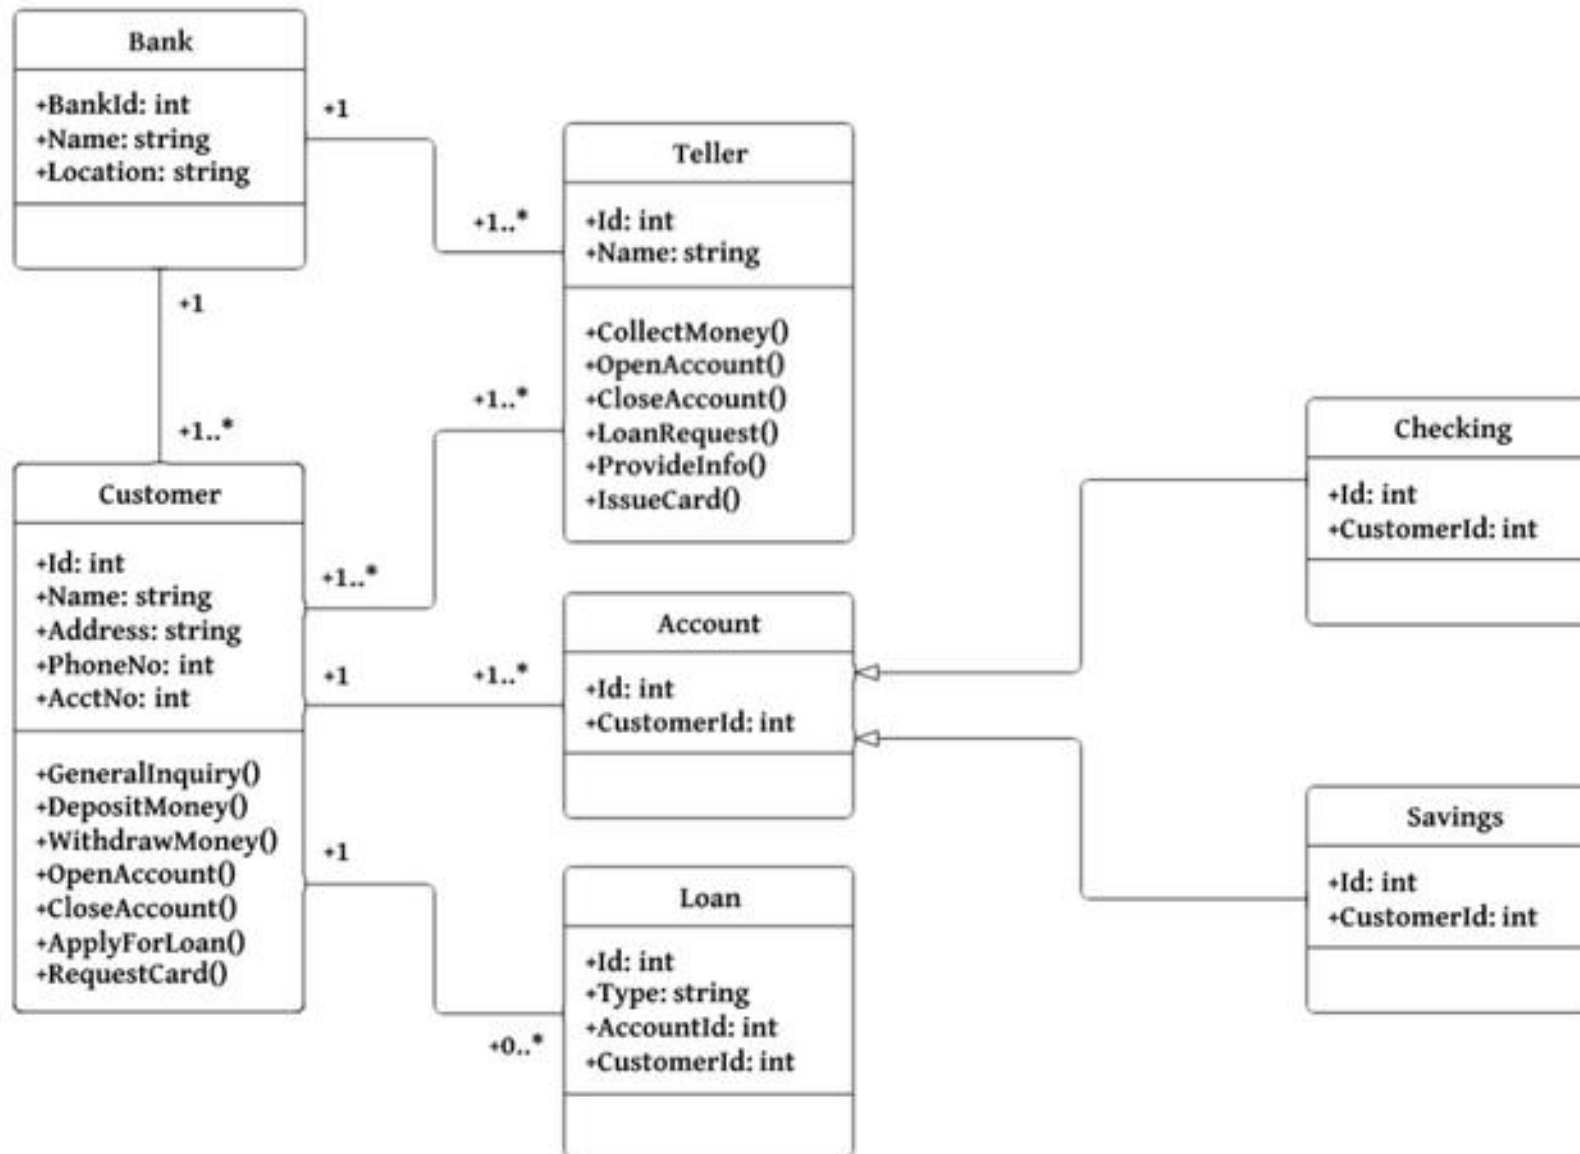 Bank
+BankId: int
+Name: string
+Location: string
+1
+1..*
+1
+1..*
Teller
+Id: int
+Name: string
+CollectMoney()
+OpenAccount()
+CloseAccount()
+LoanRequest()
+ProvideInfo()
+IssueCard()
+1..*
+1..*
Customer
+Id: int
+Name: string
+Address: string
+PhoneNo: int
+AcctNo: int
+GeneralInquiry()
+DepositMoney()
+WithdrawMoney()
+OpenAccount()
+CloseAccount()
+ApplyForLoan()
+RequestCard()
+1
+1..*
Account
+Id: int
+CustomerId: int
+1
+0..*
Loan
+Id: int
+Type: string
+AccountId: int
+CustomerId: int
Checking
+Id: int
+CustomerId: int
Savings
+Id: int
+CustomerId: int